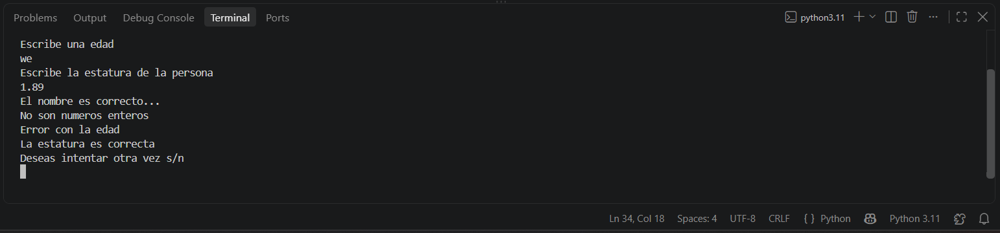 Problems Output Debug Console Terminal Ports python3.11
Escribe una edad
we
Escribe la estatura de la persona
1.89
El nombre es correcto...
No son numeros enteros
Error con la edad
La estatura es correcta
Deseas intentar otra vez s/n
Ln 34, Col 18 Spaces: 4 UTF-8 CRLF { } Python Python 3.11